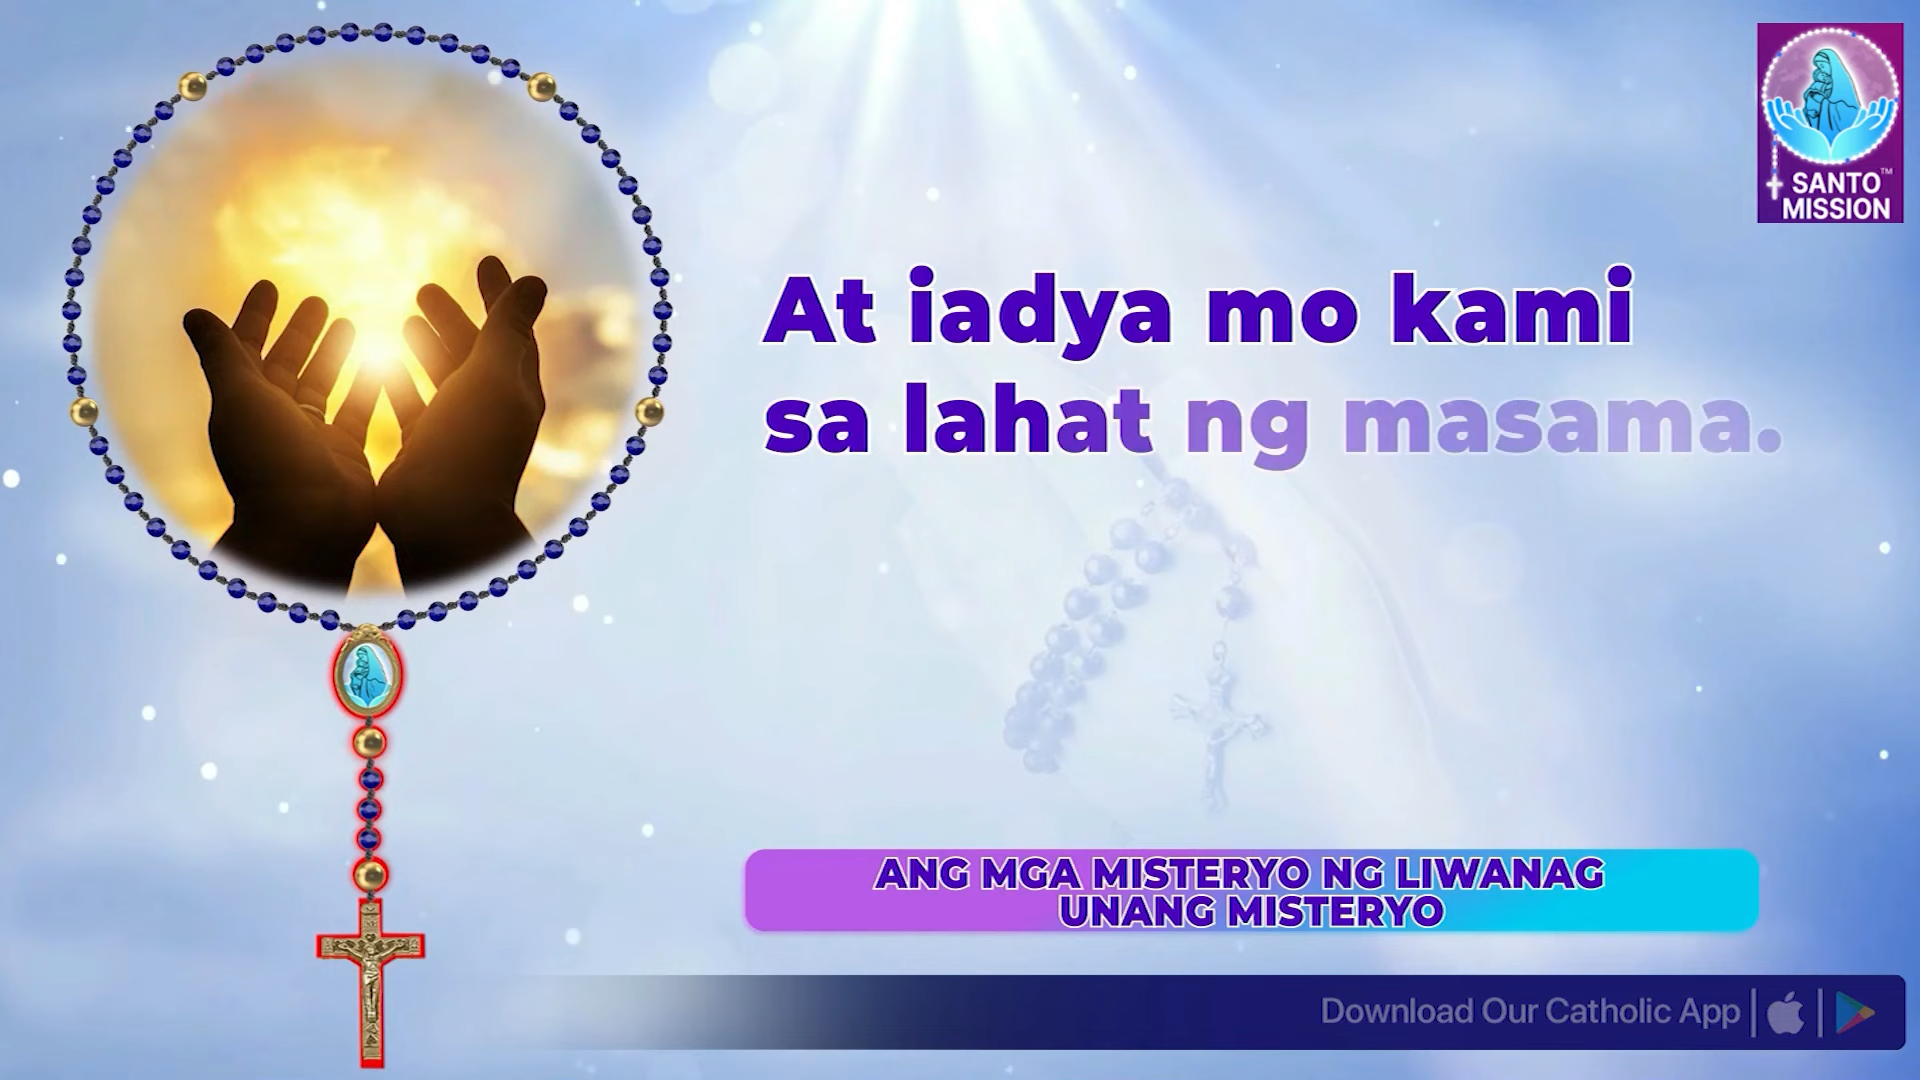 SANTO™
MISSION
At iadya mo kami
sa lahat ng masama.
ANG MGA MISTERYO NG LIWANAG
UNANG MISTERYO
Download Our Catholic App